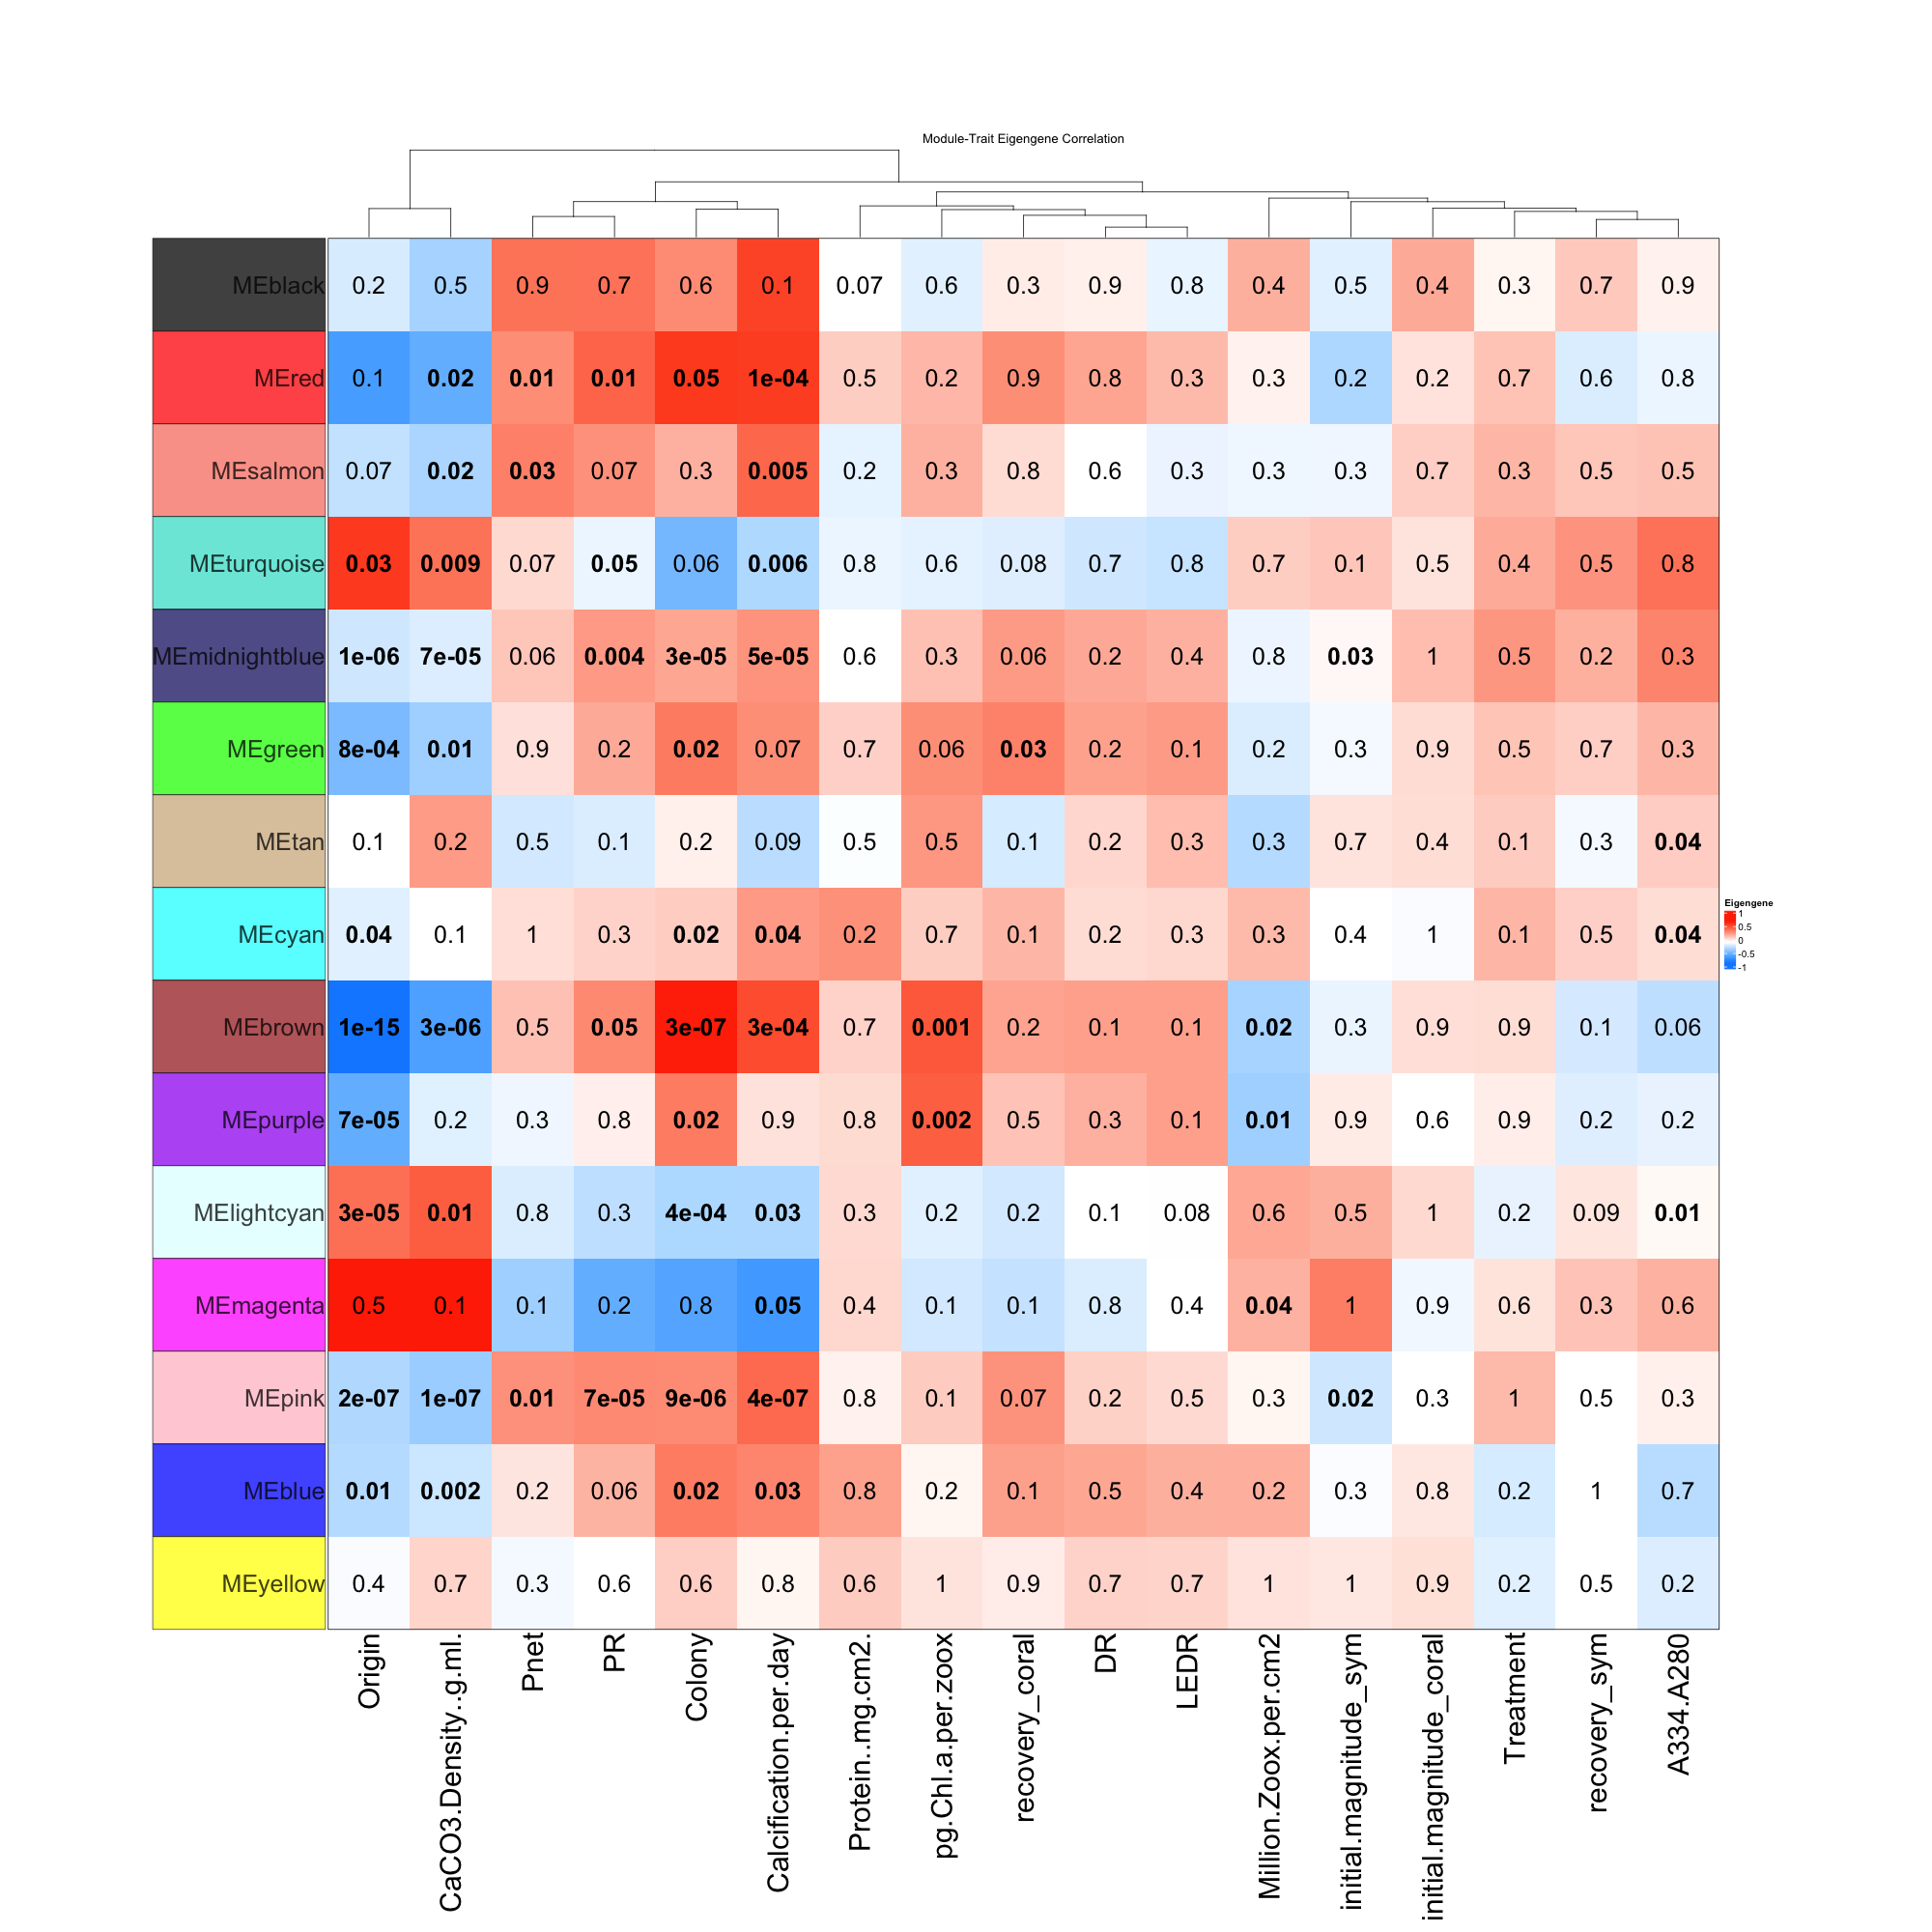 Module-Trait Eigengene Correlation
MEblack 0.2 0.5 0.9 0.7 0.6 0.1 0.07 0.6 0.3 0.9 0.8 0.4 0.5 0.4 0.3 0.7 0.9
MEred 0.1 0.02 0.01 0.01 0.05 1e-04 0.5 0.2 0.9 0.8 0.3 0.3 0.2 0.2 0.7 0.6 0.8
MEsalmon 0.07 0.02 0.03 0.07 0.3 0.005 0.2 0.3 0.8 0.6 0.3 0.3 0.3 0.7 0.3 0.5 0.5
MEturquoise 0.03 0.009 0.07 0.05 0.06 0.006 0.8 0.6 0.08 0.7 0.8 0.7 0.1 0.5 0.4 0.5 0.8
MEmidnightblue 1e-06 7e-05 0.06 0.004 3e-05 5e-05 0.6 0.3 0.06 0.2 0.4 0.8 0.03 1 0.5 0.2 0.3
MEgreen 8e-04 0.01 0.9 0.2 0.02 0.07 0.7 0.06 0.03 0.2 0.1 0.2 0.3 0.9 0.5 0.7 0.3
MEtan 0.1 0.2 0.5 0.1 0.2 0.09 0.5 0.5 0.1 0.2 0.3 0.3 0.7 0.4 0.1 0.3 0.04
MEcyan 0.04 0.1 1 0.3 0.02 0.04 0.2 0.7 0.1 0.2 0.3 0.3 0.4 1 0.1 0.5 0.04
MEbrown 1e-15 3e-06 0.5 0.05 3e-07 3e-04 0.7 0.001 0.2 0.1 0.1 0.02 0.3 0.9 0.9 0.1 0.06
MEpurple 7e-05 0.2 0.3 0.8 0.02 0.9 0.8 0.002 0.5 0.3 0.1 0.01 0.9 0.6 0.9 0.2 0.2
MElightcyan 3e-05 0.01 0.8 0.3 4e-04 0.03 0.3 0.2 0.2 0.1 0.08 0.6 0.5 1 0.2 0.09 0.01
MEmagenta 0.5 0.1 0.1 0.2 0.8 0.05 0.4 0.1 0.1 0.8 0.4 0.04 1 0.9 0.6 0.3 0.6
MEpink 2e-07 1e-07 0.01 7e-05 9e-06 4e-07 0.8 0.1 0.07 0.2 0.5 0.3 0.02 0.3 1 0.5 0.3
MEblue 0.01 0.002 0.2 0.06 0.02 0.03 0.8 0.2 0.1 0.5 0.4 0.2 0.3 0.8 0.2 1 0.7
MEyellow 0.4 0.7 0.3 0.6 0.6 0.8 0.6 1 0.9 0.7 0.7 1 1 0.9 0.2 0.5 0.2
Origin
CaCO3.Density..g.ml.
Pnet
PR
Colony
Calcification.per.day
Protein..mg.cm2.
pg.Chl.a.per.zoox
recovery_coral
DR
LEDR
Million.Zoox.per.cm2
initial.magnitude_sym
initial.magnitude_coral
Treatment
recovery_sym
A334.A280
Eigengene
1
0.5
0
-0.5
-1